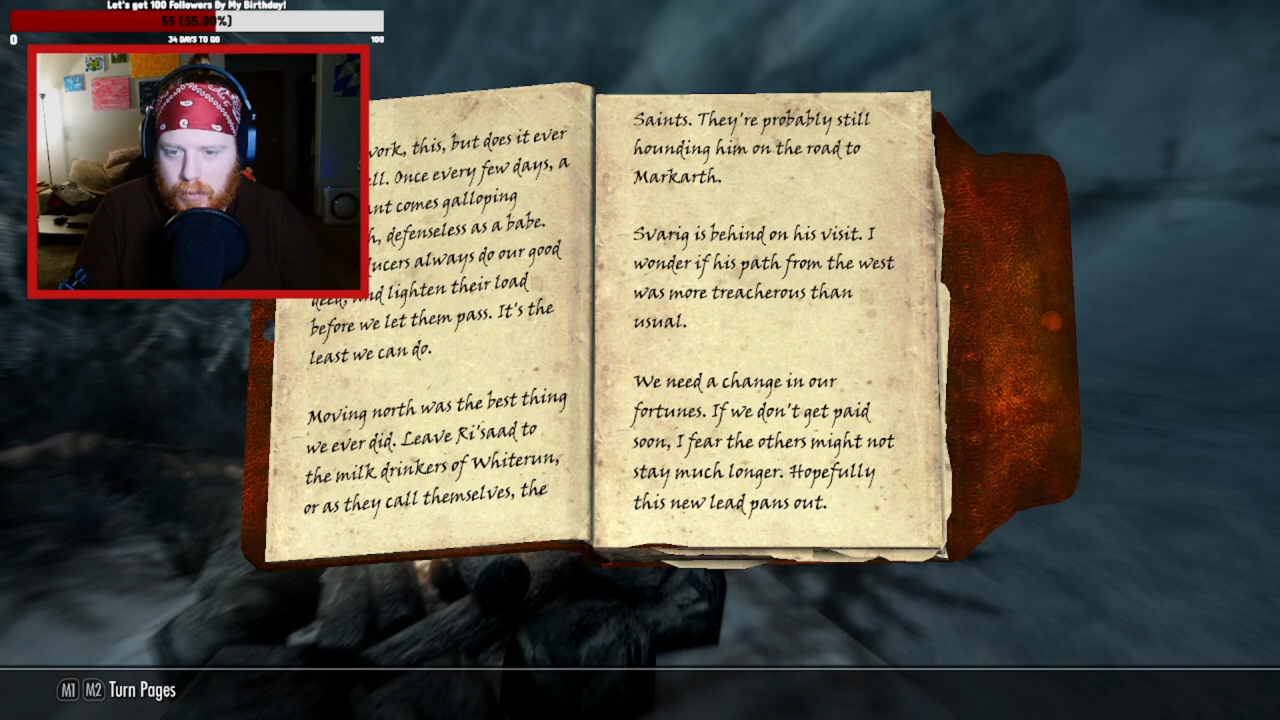 Let's get 100 Followers By My Birthday!
55 (55.00%)
0
34 DAYS TO GO
100
work, this, but does it ever
Once every few days, a
comes galloping
defenseless as a babe.
always do our good
deed, and lighten their load
before we let them pass. It's the
least we can do.
Moving north was the best thing
we ever did. Leave Ri'saad to
the milk drinkers of Whiterun,
or as they call themselves, the
Saints. They're probably still
hounding him on the road to
Markarth.
Svarig is behind on his visit. I
wonder if his path from the west
was more treacherous than
usual.
We need a change in our
fortunes. If we don't get paid
soon, I fear the others might not
stay much longer. Hopefully
this new lead pans out.
M1 M2 Turn Pages